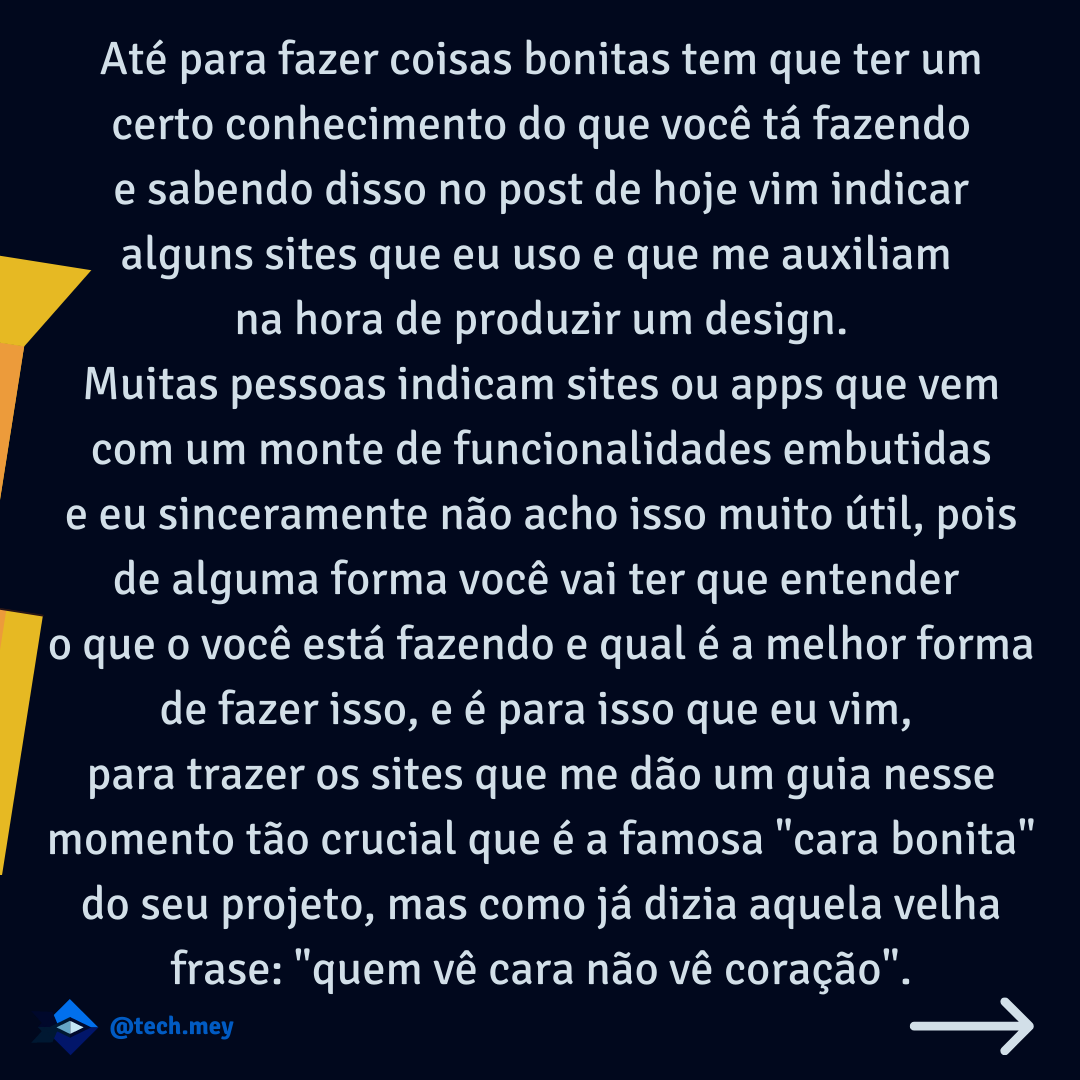 Até para fazer coisas bonitas tem que ter um
certo conhecimento do que você tá fazendo
e sabendo disso no post de hoje vim indicar
alguns sites que eu uso e que me auxiliam
na hora de produzir um design.
Muitas pessoas indicam sites ou apps que vem
com um monte de funcionalidades embutidas
e eu sinceramente não acho isso muito útil, pois
de alguma forma você vai ter que entender
o que o você está fazendo e qual é a melhor forma
de fazer isso, e é para isso que eu vim,
para trazer os sites que me dão um guia nesse
momento tão crucial que é a famosa "cara bonita"
do seu projeto, mas como já dizia aquela velha
frase: "quem vê cara não vê coração".
@tech.mey